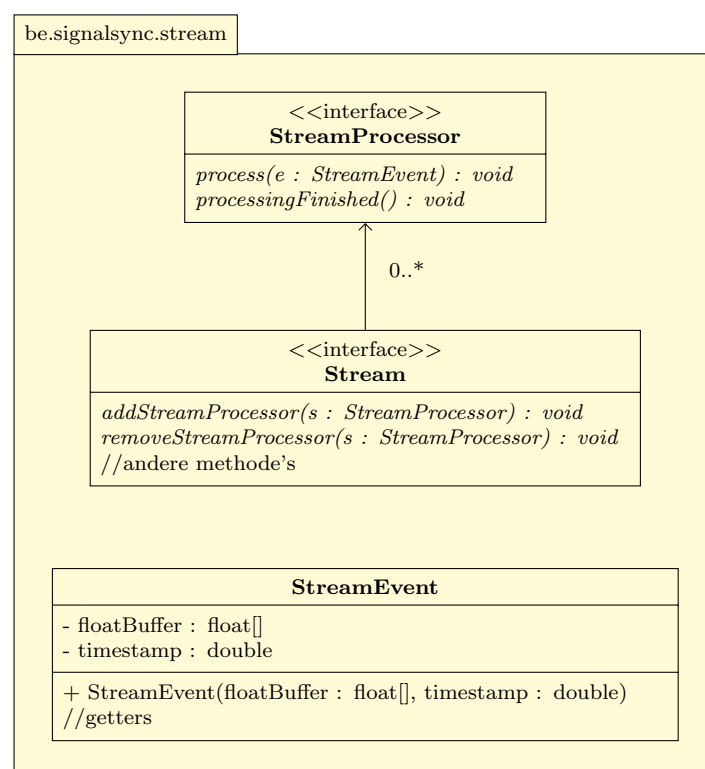 be.signalsync.stream
<<interface>>
StreamProcessor
process(e : StreamEvent) : void
processingFinished() : void
0..*
<<interface>>
Stream
addStreamProcessor(s : StreamProcessor) : void
removeStreamProcessor(s : StreamProcessor) : void
//andere methode's
StreamEvent
- floatBuffer : float[]
- timestamp : double
+ StreamEvent(floatBuffer : float[], timestamp : double)
//getters